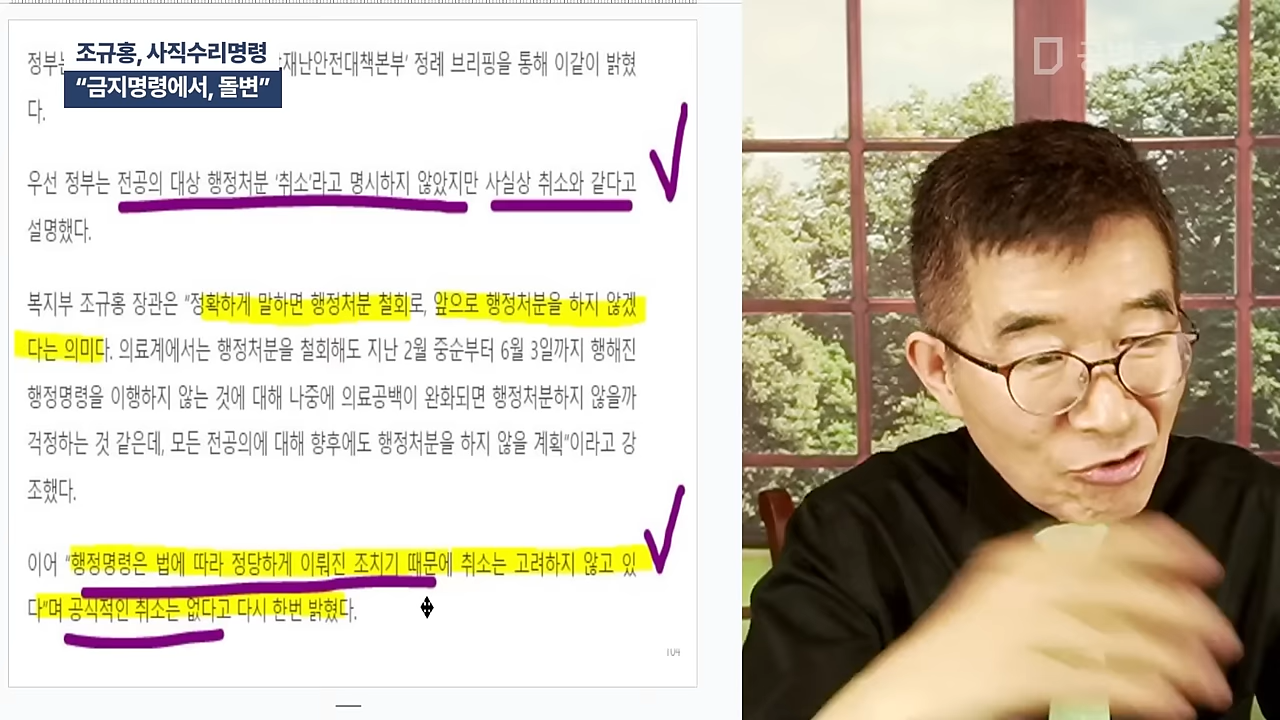 조규홍, 사직수리명령
“금지명령에서, 돌변”
재난안전대책본부’ 정례 브리핑을 통해 이같이 밝혔
다.
우선 정부는 전공의 대상 행정처분 ‘취소’라고 명시하지 않았지만 사실상 취소와 같다고
설명했다.
복지부 조규홍 장관은 “정확하게 말하면 행정처분 철회로, 앞으로 행정처분을 하지 않겠
다는 의미다. 의료계에서는 행정처분을 철회해도 지난 2월 중순부터 6월 3일까지 행해진
행정명령을 이행하지 않는 것에 대해 나중에 의료공백이 완화되면 행정처분하지 않을까
걱정하는 것 같은데, 모든 전공의에 대해 향후에도 행정처분을 하지 않을 계획”이라고 강
조했다.
이어 “행정명령은 법에 따라 정당하게 이뤄진 조치기 때문에 취소는 고려하지 않고 있
다”며 공식적인 취소는 없다고 다시 한번 밝혔다.
104